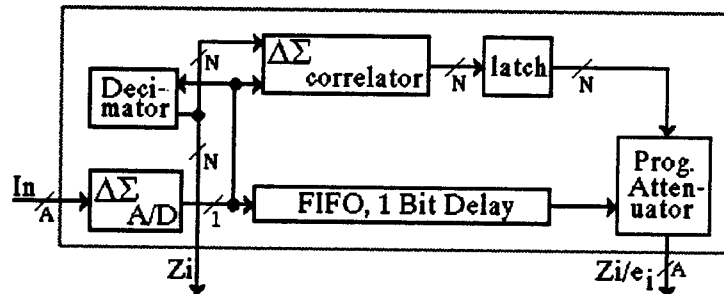 N
ΔΣ
correlator
N
latch
N
Deci-
mator
N
Prog.
Atten-
uator
In
A
ΔΣ
A/D
1
FIFO, 1 Bit Delay
Zi
Zi/ei
A